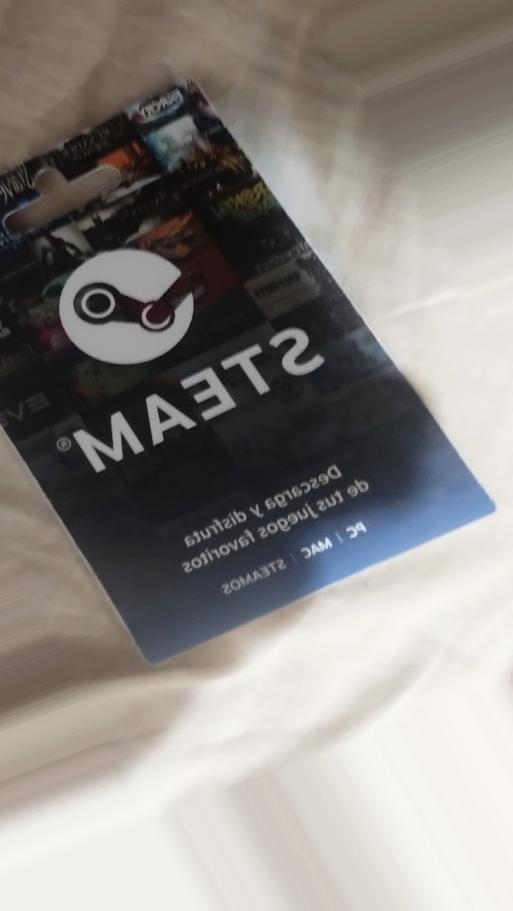 STEAM®
Descarga y disfruta
de tus juegos favoritos
PC | MAC | STEAMOS